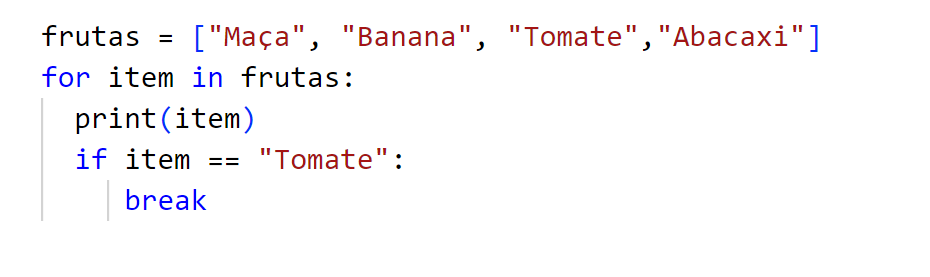 frutas = ["Maça", "Banana", "Tomate","Abacaxi"]
for item in frutas:
  print(item)
  if item == "Tomate":
     break